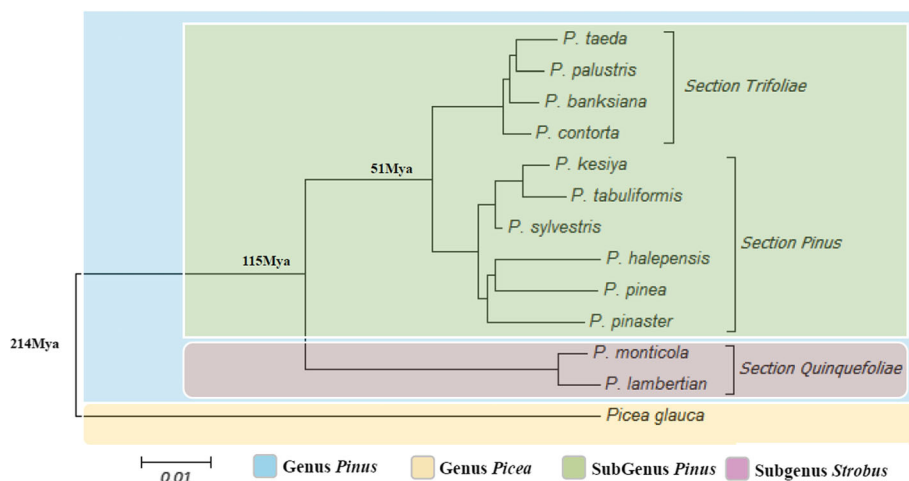 P. taeda
P. palustris
Section Trifoliae
P. banksiana
P. contorta
51Mya
P. kesiya
P. tabuliformis
P. sylvestris
Section Pinus
115Mya
P. halepensis
P. pinea
P. pinaster
214Mya
P. monticola
Section Quinquefoliae
P. lambertian
Picea glauca
0.01
Genus Pinus
Genus Picea
SubGenus Pinus
Subgenus Strobus